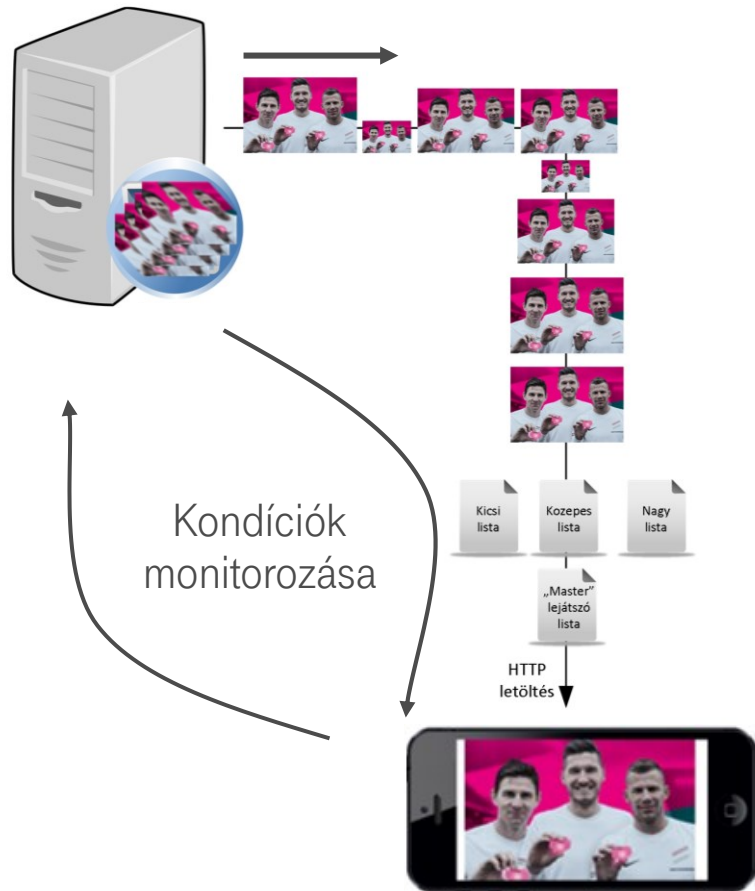 Kondíciók
monitorozása
Kicsi
lista
Kozepes
lista
Nagy
lista
„Master”
lejátszó
lista
HTTP
letöltés